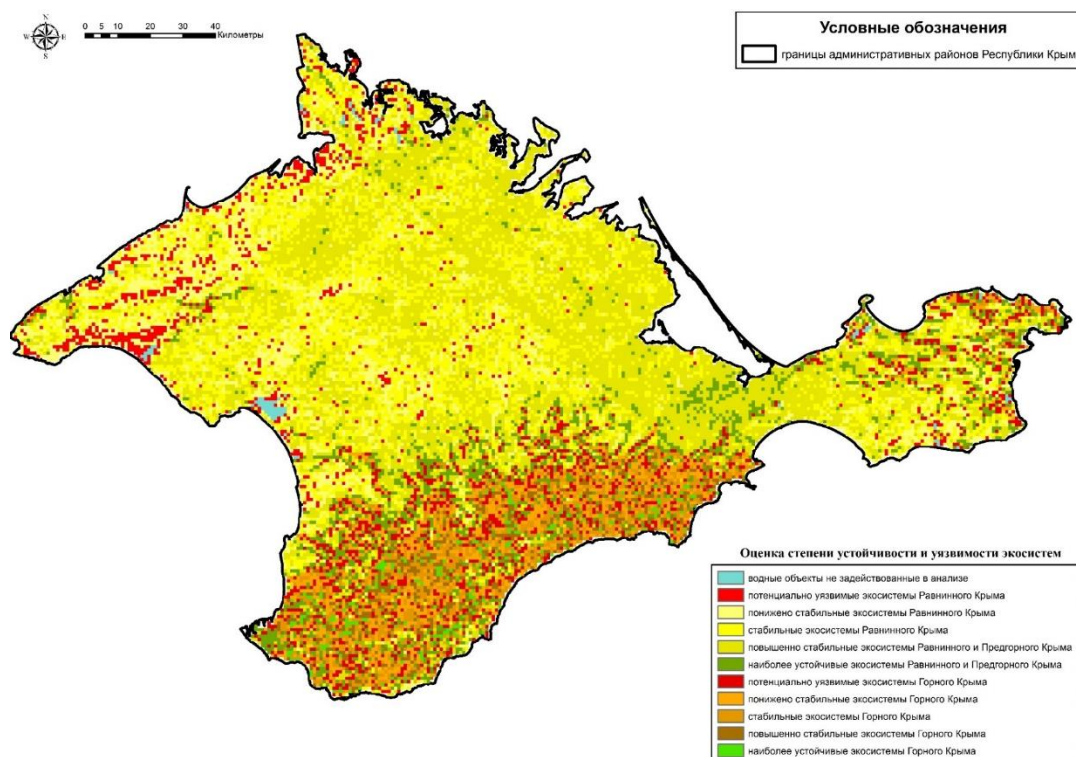 N
W
E
S
0 5 10 20 30 40
Километры
Условные обозначения
границы административных районов Республики Крым
Оценка степени устойчивости и уязвимости экосистем
водные объекты не задействованные в анализе
потенциально уязвимые экосистемы Равнинного Крыма
понижено стабильные экосистемы Равнинного Крыма
стабильные экосистемы Равнинного Крыма
повышенно стабильные экосистемы Равнинного и Предгорного Крыма
наиболее устойчивые экосистемы Равнинного и Предгорного Крыма
потенциально уязвимые экосистемы Горного Крыма
понижено стабильные экосистемы Горного Крыма
стабильные экосистемы Горного Крыма
повышенно стабильные экосистемы Горного Крыма
наиболее устойчивые экосистемы Горного Крыма